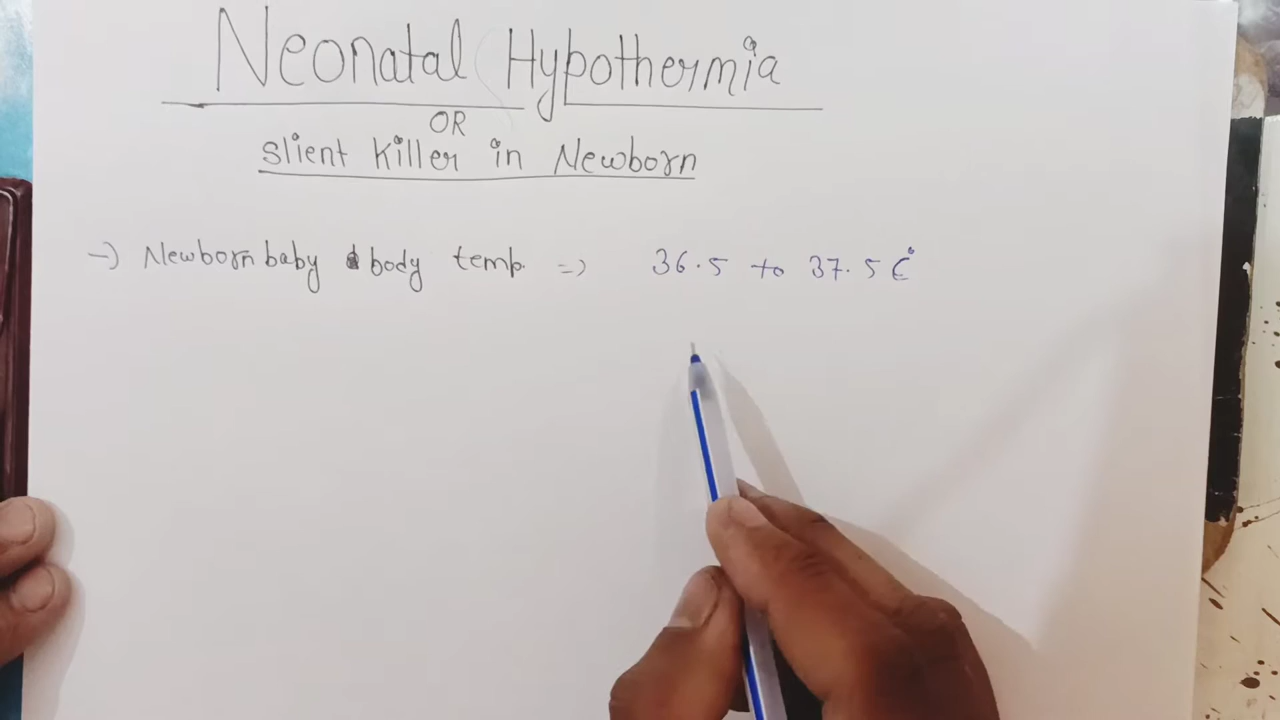 Neonatal Hypothermia
OR
slient killer in Newborn
→ Newborn baby body temp. ⇒ 36.5 to 37.5 C°